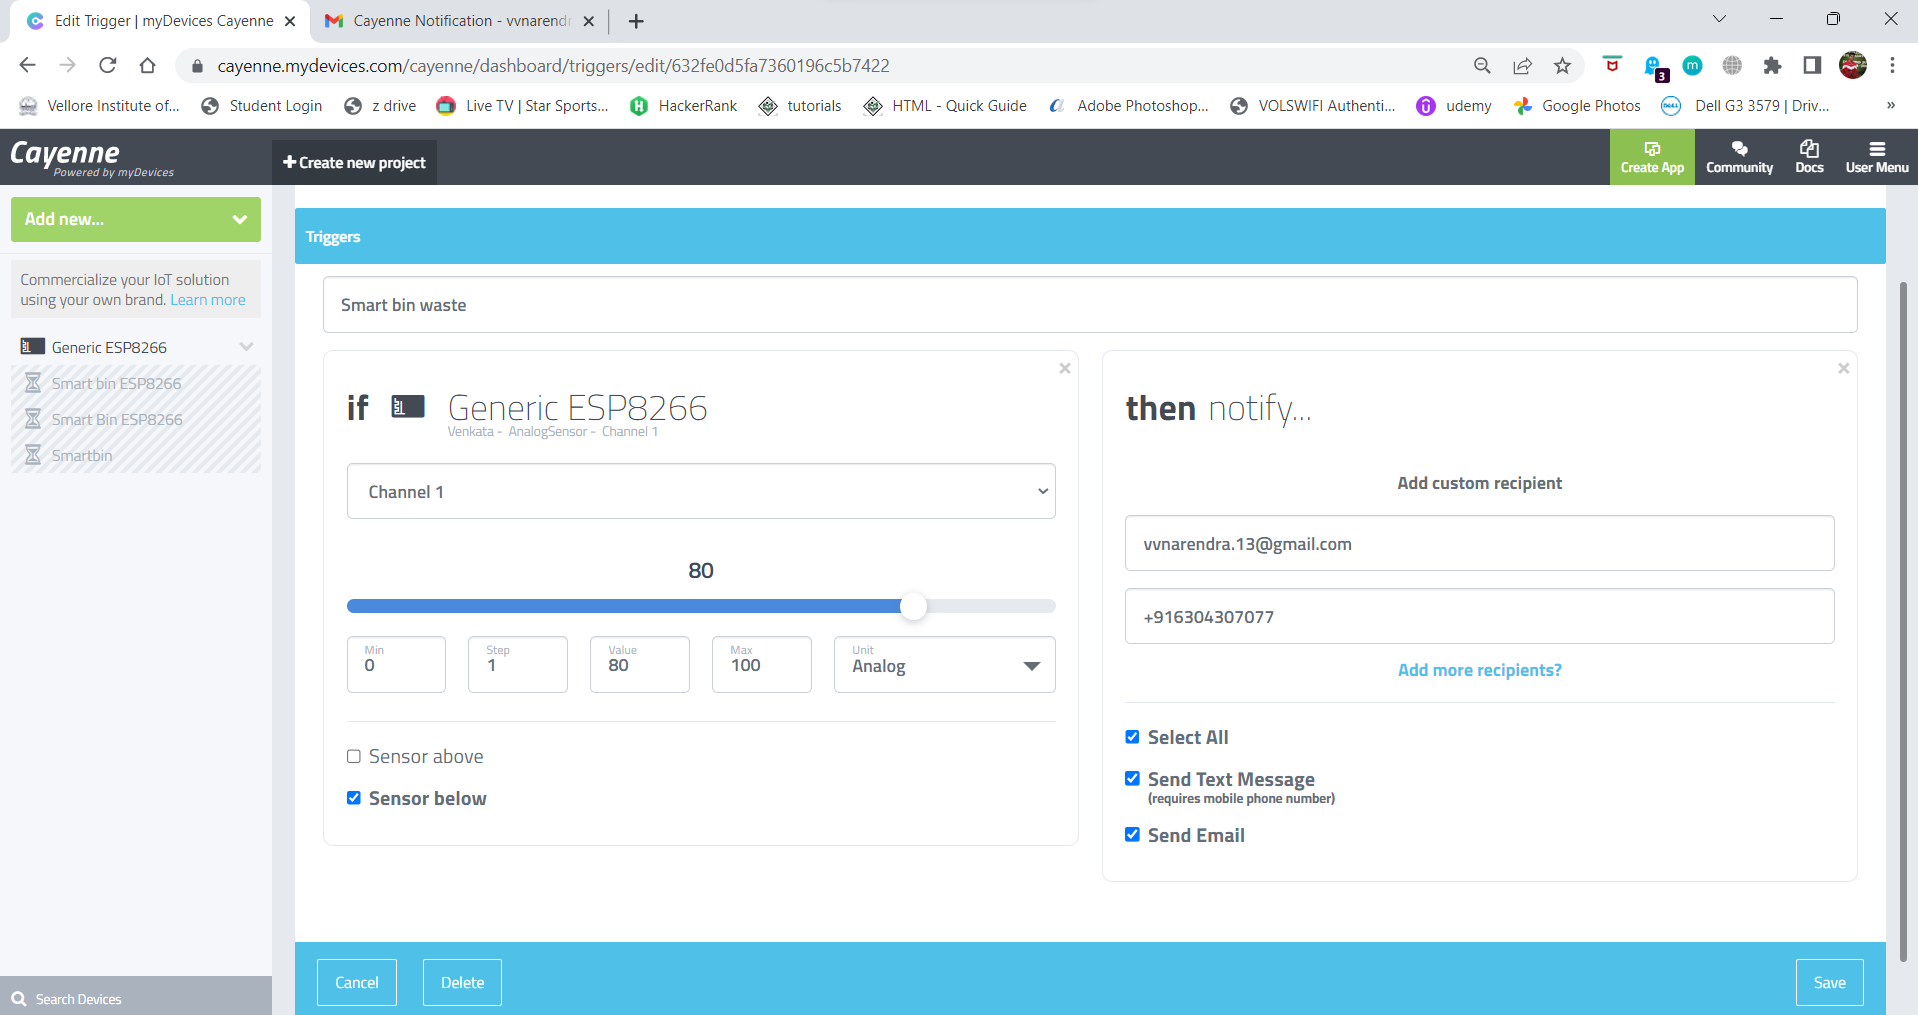 Edit Trigger | myDevices Cayenne
Cayenne Notification - vvnarendr
cayenne.mydevices.com/cayenne/dashboard/triggers/edit/632fe0d5fa7360196c5b7422
3
m
Vellore Institute of...
Student Login
z drive
Live TV | Star Sports...
HackerRank
tutorials
HTML - Quick Guide
Adobe Photoshop...
VOLSWIFI Authenti...
udemy
Google Photos
Dell G3 3579 | Driv...
»
Cayenne
Powered by myDevices
+Create new project
Create App
Community
Docs
User Menu
Add new...
Commercialize your IoT solution
using your own brand. Learn more
Generic ESP8266
Smart bin ESP8266
Smart Bin ESP8266
Smartbin
Search Devices
Triggers
Smart bin waste
if Generic ESP8266
Venkata - AnalogSensor - Channel 1
Channel 1
80
Min
0
Step
1
Value
80
Max
100
Unit
Analog
Sensor above
Sensor below
then notify...
Add custom recipient
vvnarendra.13@gmail.com
+916304307077
Add more recipients?
Select All
Send Text Message
(requires mobile phone number)
Send Email
Cancel
Delete
Save